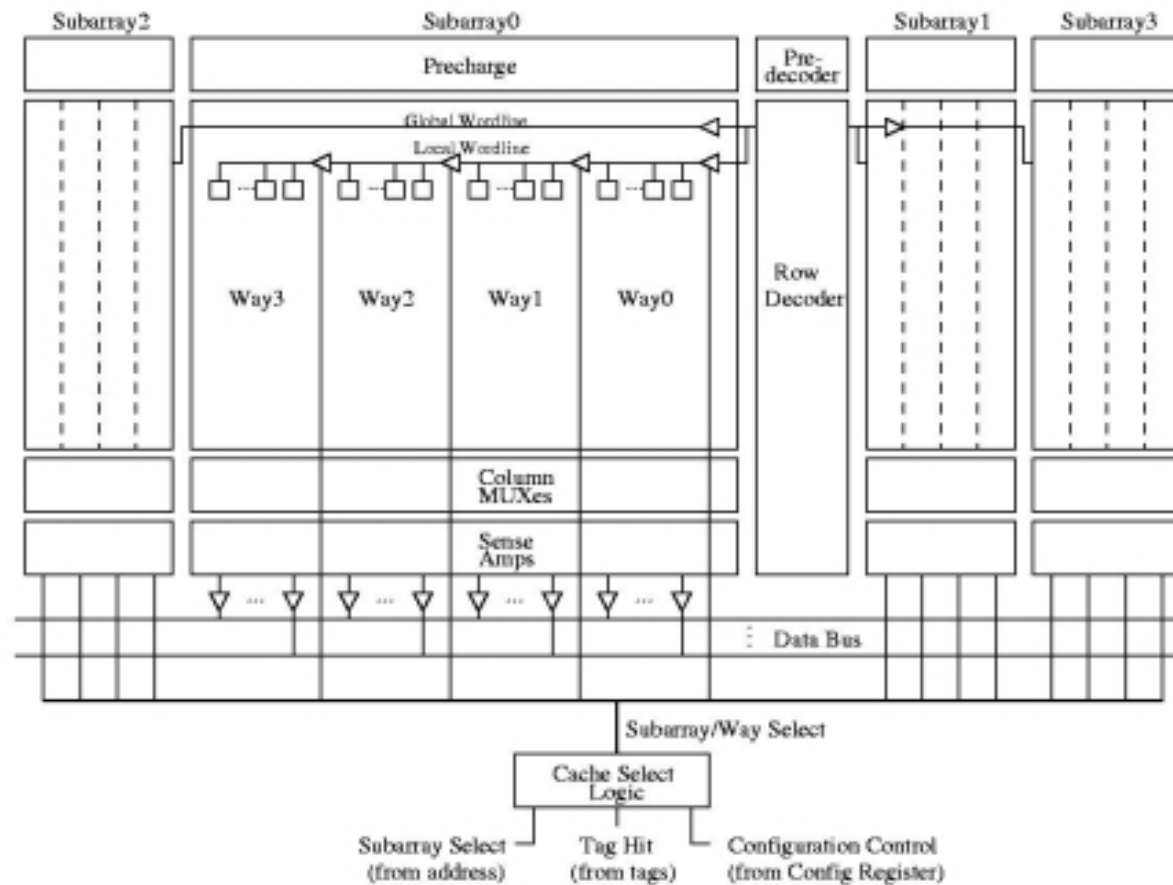 Subarray2
Subarray0
Subarray1
Subarray3
Precharge
Pre-
decoder
Global Wordline
Local Wordline
...
...
...
...
Way3
Way2
Way1
Way0
Row
Decoder
Column
MUXes
Sense
Amps
...
...
...
...
Data Bus
Subarray/Way Select
Cache Select
Logic
Subarray Select
(from address)
Tag Hit
(from tags)
Configuration Control
(from Config Register)